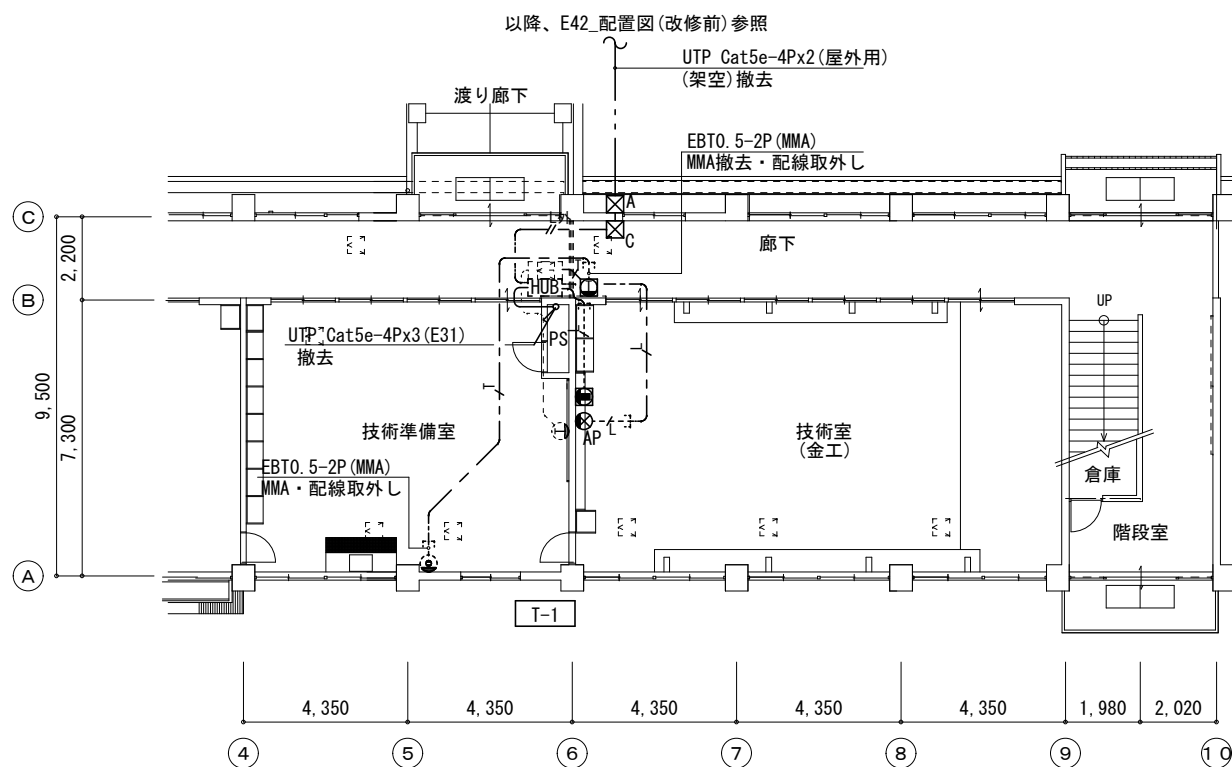 以降、E42_配置図(改修前)参照
UTP Cat5e-4Px2(屋外用)
(架空)撤去
渡り廊下
EBT0.5-2P(MMA)
MMA撤去・配線取外し
A
C
C
廊下
2,200
HUB
B
UP
UTP Cat5e-4Px3(E31)
撤去
PS
L
T
9,500
7,300
技術準備室
AP
L
技術室
(金工)
EBT0.5-2P(MMA)
MMA・配線取外し
倉庫
階段室
A
T-1
4,350
4,350
4,350
4,350
4,350
1,980
2,020
4
5
6
7
8
9
10